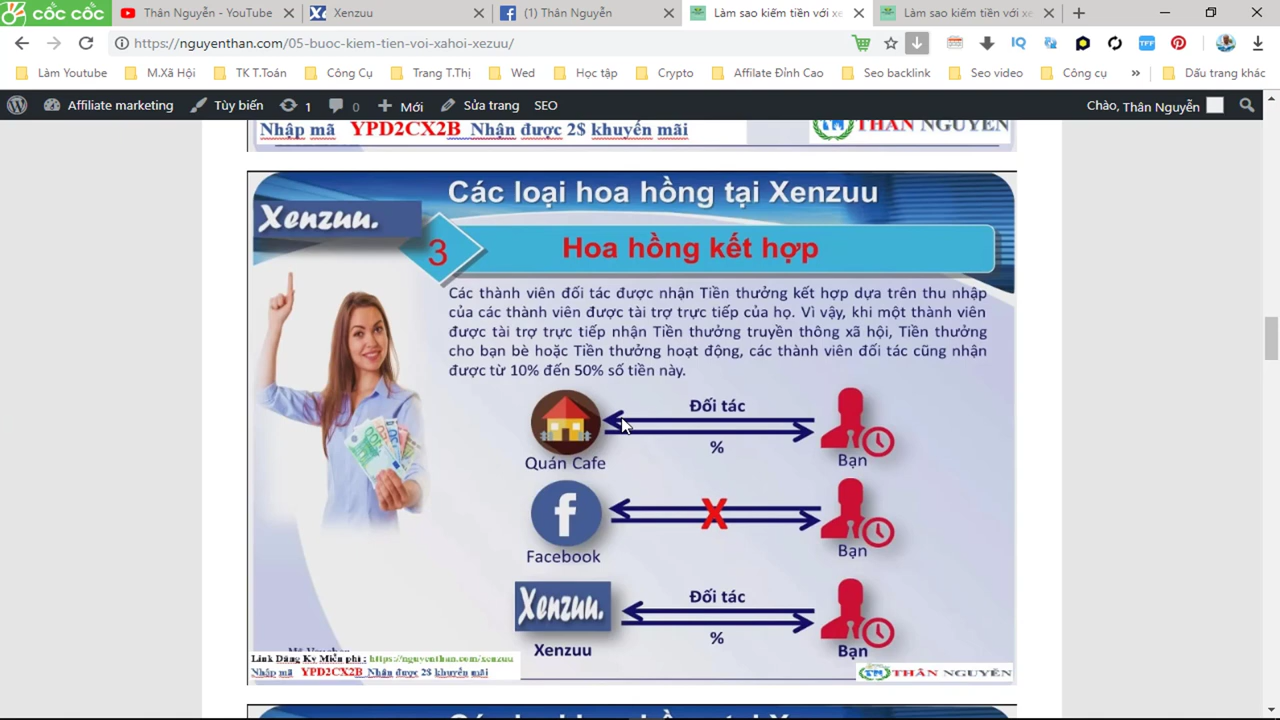 cốc cốc
Thân Nguyễn - YouTube
Xenzuu
(1) Thân Nguyễn
Làm sao kiếm tiền với xe
Làm sao kiếm tiền với xe
https://nguyenthan.com/05-buoc-kiem-tien-voi-xahoi-xezuu/
IQ
TFF
Làm Youtube
M.Xã Hội
TK T.Toán
Công Cụ
Trang T.Thị
Wed
Học tập
Crypto
Affilate Đỉnh Cao
Seo backlink
Seo video
Công cụ
»
Dấu trang khác
Affiliate marketing
Tùy biến
1
0
Mới
Sửa trang
SEO
Chào, Thân Nguyễn
Nhập mã YPD2CX2B Nhận được 2$ khuyến mãi
THÂN NGUYỄN
Các loại hoa hồng tại Xenzuu
Xenzuu.
3
Hoa hồng kết hợp
Các thành viên đối tác được nhận Tiền thưởng kết hợp dựa trên thu nhập
của các thành viên được tài trợ trực tiếp của họ. Vì vậy, khi một thành viên
được tài trợ trực tiếp nhận Tiền thưởng truyền thông xã hội, Tiền thưởng
cho bạn bè hoặc Tiền thưởng hoạt động, các thành viên đối tác cũng nhận
được từ 10% đến 50% số tiền này.
Đối tác
%
Quán Cafe
Bạn
f
X
Facebook
Bạn
Xenzuu.
Đối tác
%
Xenzuu
Bạn
Link Đăng Ký Miễn phí : https://nguyenthan.com/xenzuu
Nhập mã YPD2CX2B Nhận được 2$ khuyến mãi
THÂN NGUYỄN